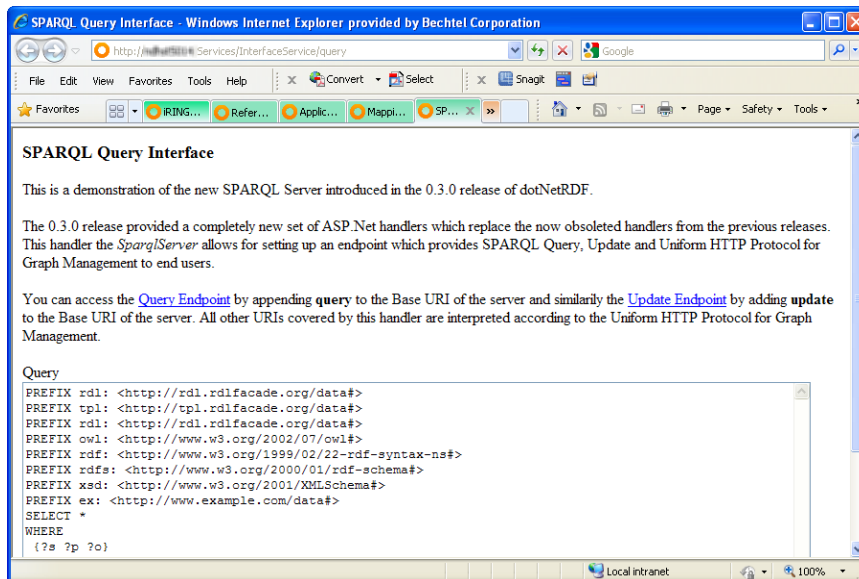 SPARQL Query Interface - Windows Internet Explorer provided by Bechtel Corporation
http:// Services/InterfaceService/query
Google
File Edit View Favorites Tools Help x Convert Select x Snagit
Favorites iRING... Refer... Applic... Mappi... SP... x » Page Safety Tools »
SPARQL Query Interface
This is a demonstration of the new SPARQL Server introduced in the 0.3.0 release of dotNetRDF.
The 0.3.0 release provided a completely new set of ASP.Net handlers which replace the now obsoleted handlers from the previous releases.
This handler the SparqlServer allows for setting up an endpoint which provides SPARQL Query, Update and Uniform HTTP Protocol for
Graph Management to end users.
You can access the Query Endpoint by appending query to the Base URI of the server and similarily the Update Endpoint by adding update
to the Base URI of the server. All other URIs covered by this handler are interpreted according to the Uniform HTTP Protocol for Graph
Management.
Query
PREFIX rdl: <http://rdl.rdlfacade.org/data#>
PREFIX tpl: <http://tpl.rdlfacade.org/data#>
PREFIX rdl: <http://rdl.rdlfacade.org/data#>
PREFIX owl: <http://www.w3.org/2002/07/owl#>
PREFIX rdf: <http://www.w3.org/1999/02/22-rdf-syntax-ns#>
PREFIX rdfs: <http://www.w3.org/2000/01/rdf-schema#>
PREFIX xsd: <http://www.w3.org/2001/XMLSchema#>
PREFIX ex: <http://www.example.com/data#>
SELECT *
WHERE
{?s ?p ?o}
Local intranet 100%